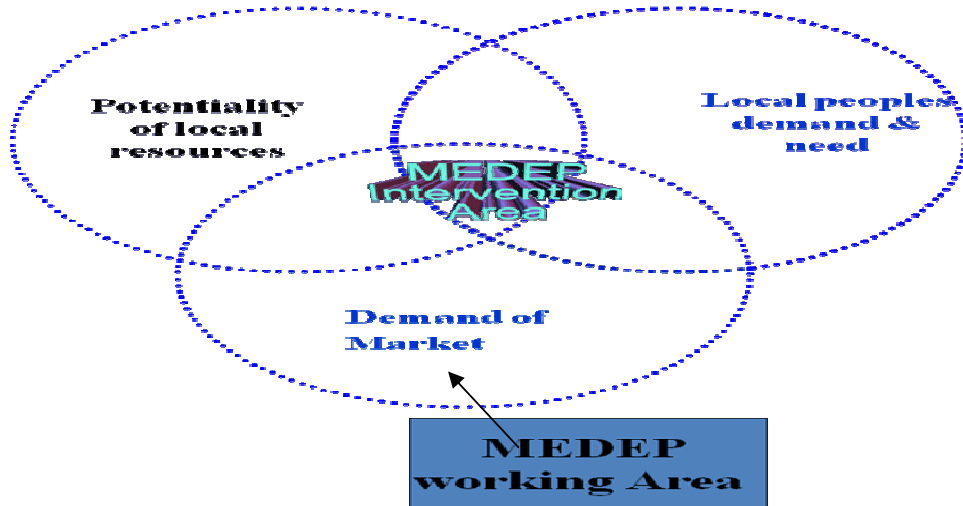 Potentiality
of local
resources
Local peoples
demand &
need
MEDEP
Intervention
Area
Demand of
Market
MEDEP
working Area